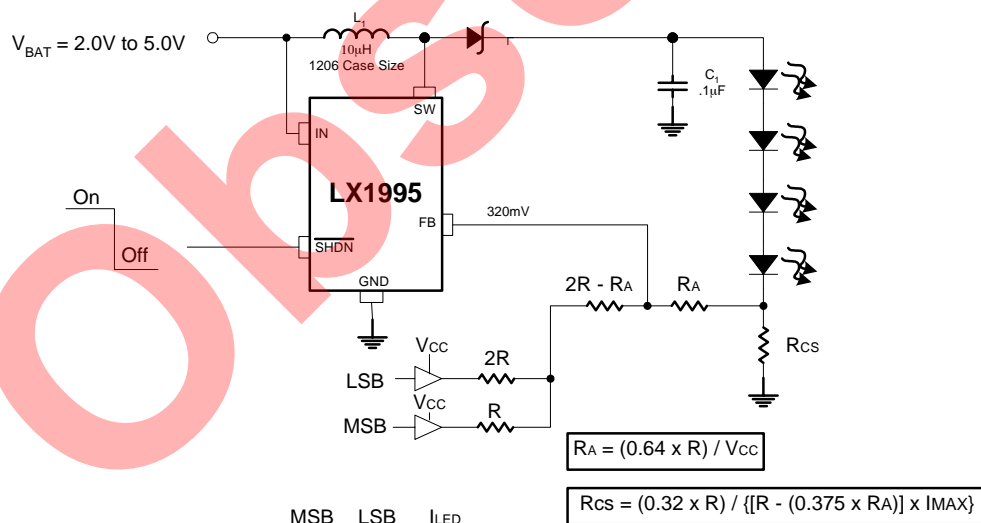 L1
VBAT = 2.0V to 5.0V
10µH
1206 Case Size
C1
.1µF
SW
IN
LX1995
On
320mV
FB
Off
SHDN
GND
2R - RA
RA
RCS
VCC
2R
LSB
VCC
MSB
R
RA = (0.64 x R) / VCC
RCS = (0.32 x R) / {[R - (0.375 x RA)] x IMAX}
MSB LSB ILED